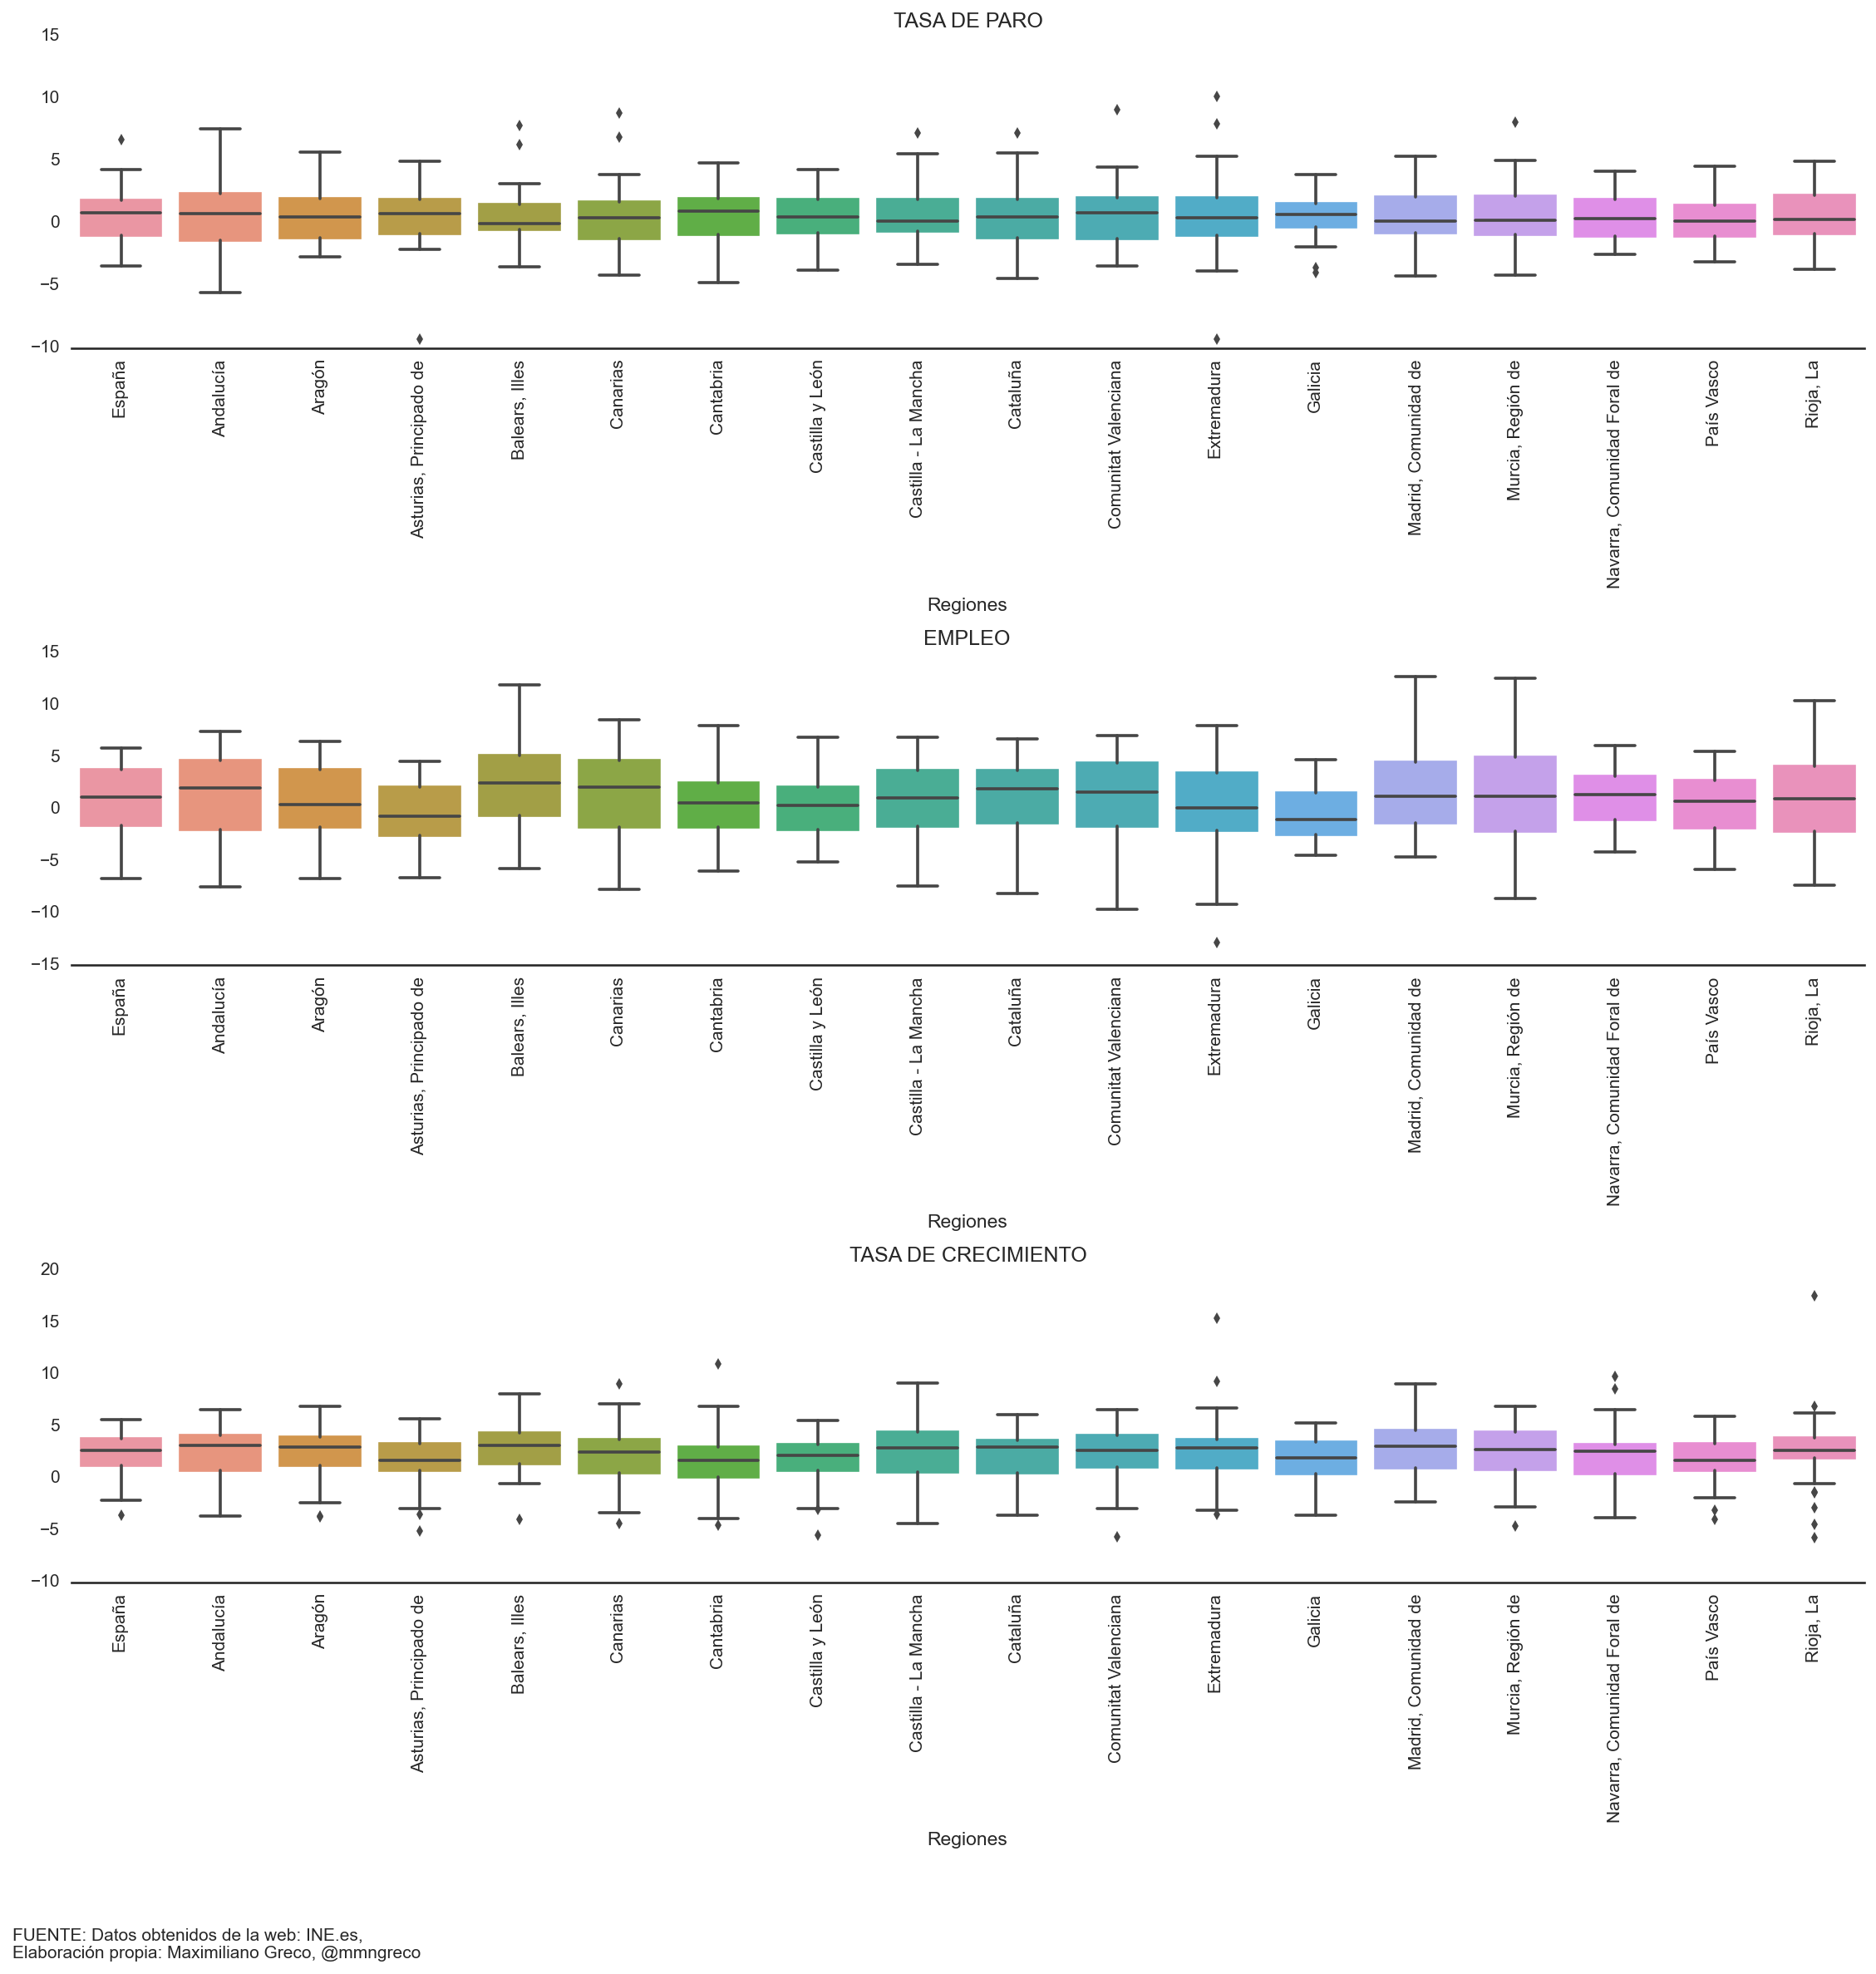 TASA DE PARO
15
10
5
0
−5
−10
España
Andalucía
Aragón
Asturias, Principado de
Balears, Illes
Canarias
Cantabria
Castilla y León
Castilla - La Mancha
Cataluña
Comunitat Valenciana
Extremadura
Galicia
Madrid, Comunidad de
Murcia, Región de
Navarra, Comunidad Foral de
País Vasco
Rioja, La
Regiones
EMPLEO
15
10
5
0
−5
−10
−15
España
Andalucía
Aragón
Asturias, Principado de
Balears, Illes
Canarias
Cantabria
Castilla y León
Castilla - La Mancha
Cataluña
Comunitat Valenciana
Extremadura
Galicia
Madrid, Comunidad de
Murcia, Región de
Navarra, Comunidad Foral de
País Vasco
Rioja, La
Regiones
TASA DE CRECIMIENTO
20
15
10
5
0
−5
−10
España
Andalucía
Aragón
Asturias, Principado de
Balears, Illes
Canarias
Cantabria
Castilla y León
Castilla - La Mancha
Cataluña
Comunitat Valenciana
Extremadura
Galicia
Madrid, Comunidad de
Murcia, Región de
Navarra, Comunidad Foral de
País Vasco
Rioja, La
Regiones
FUENTE: Datos obtenidos de la web: INE.es,
Elaboración propia: Maximiliano Greco, @mmngreco